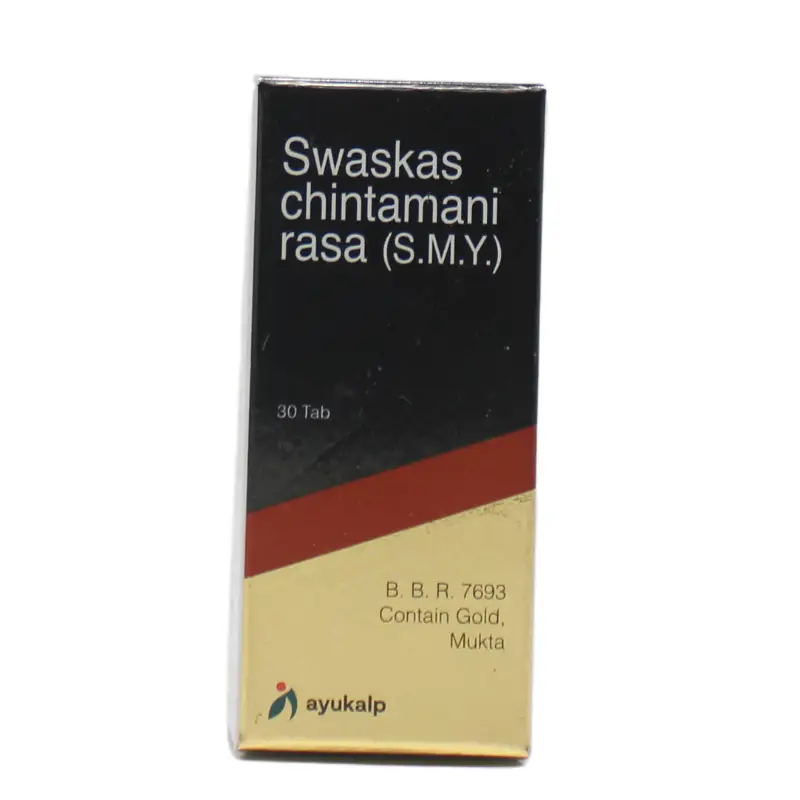 Swaskas
chintamani
rasa (S.M.Y.)
30 Tab
B. B. R. 7693
Contain Gold,
Mukta
ayukalp